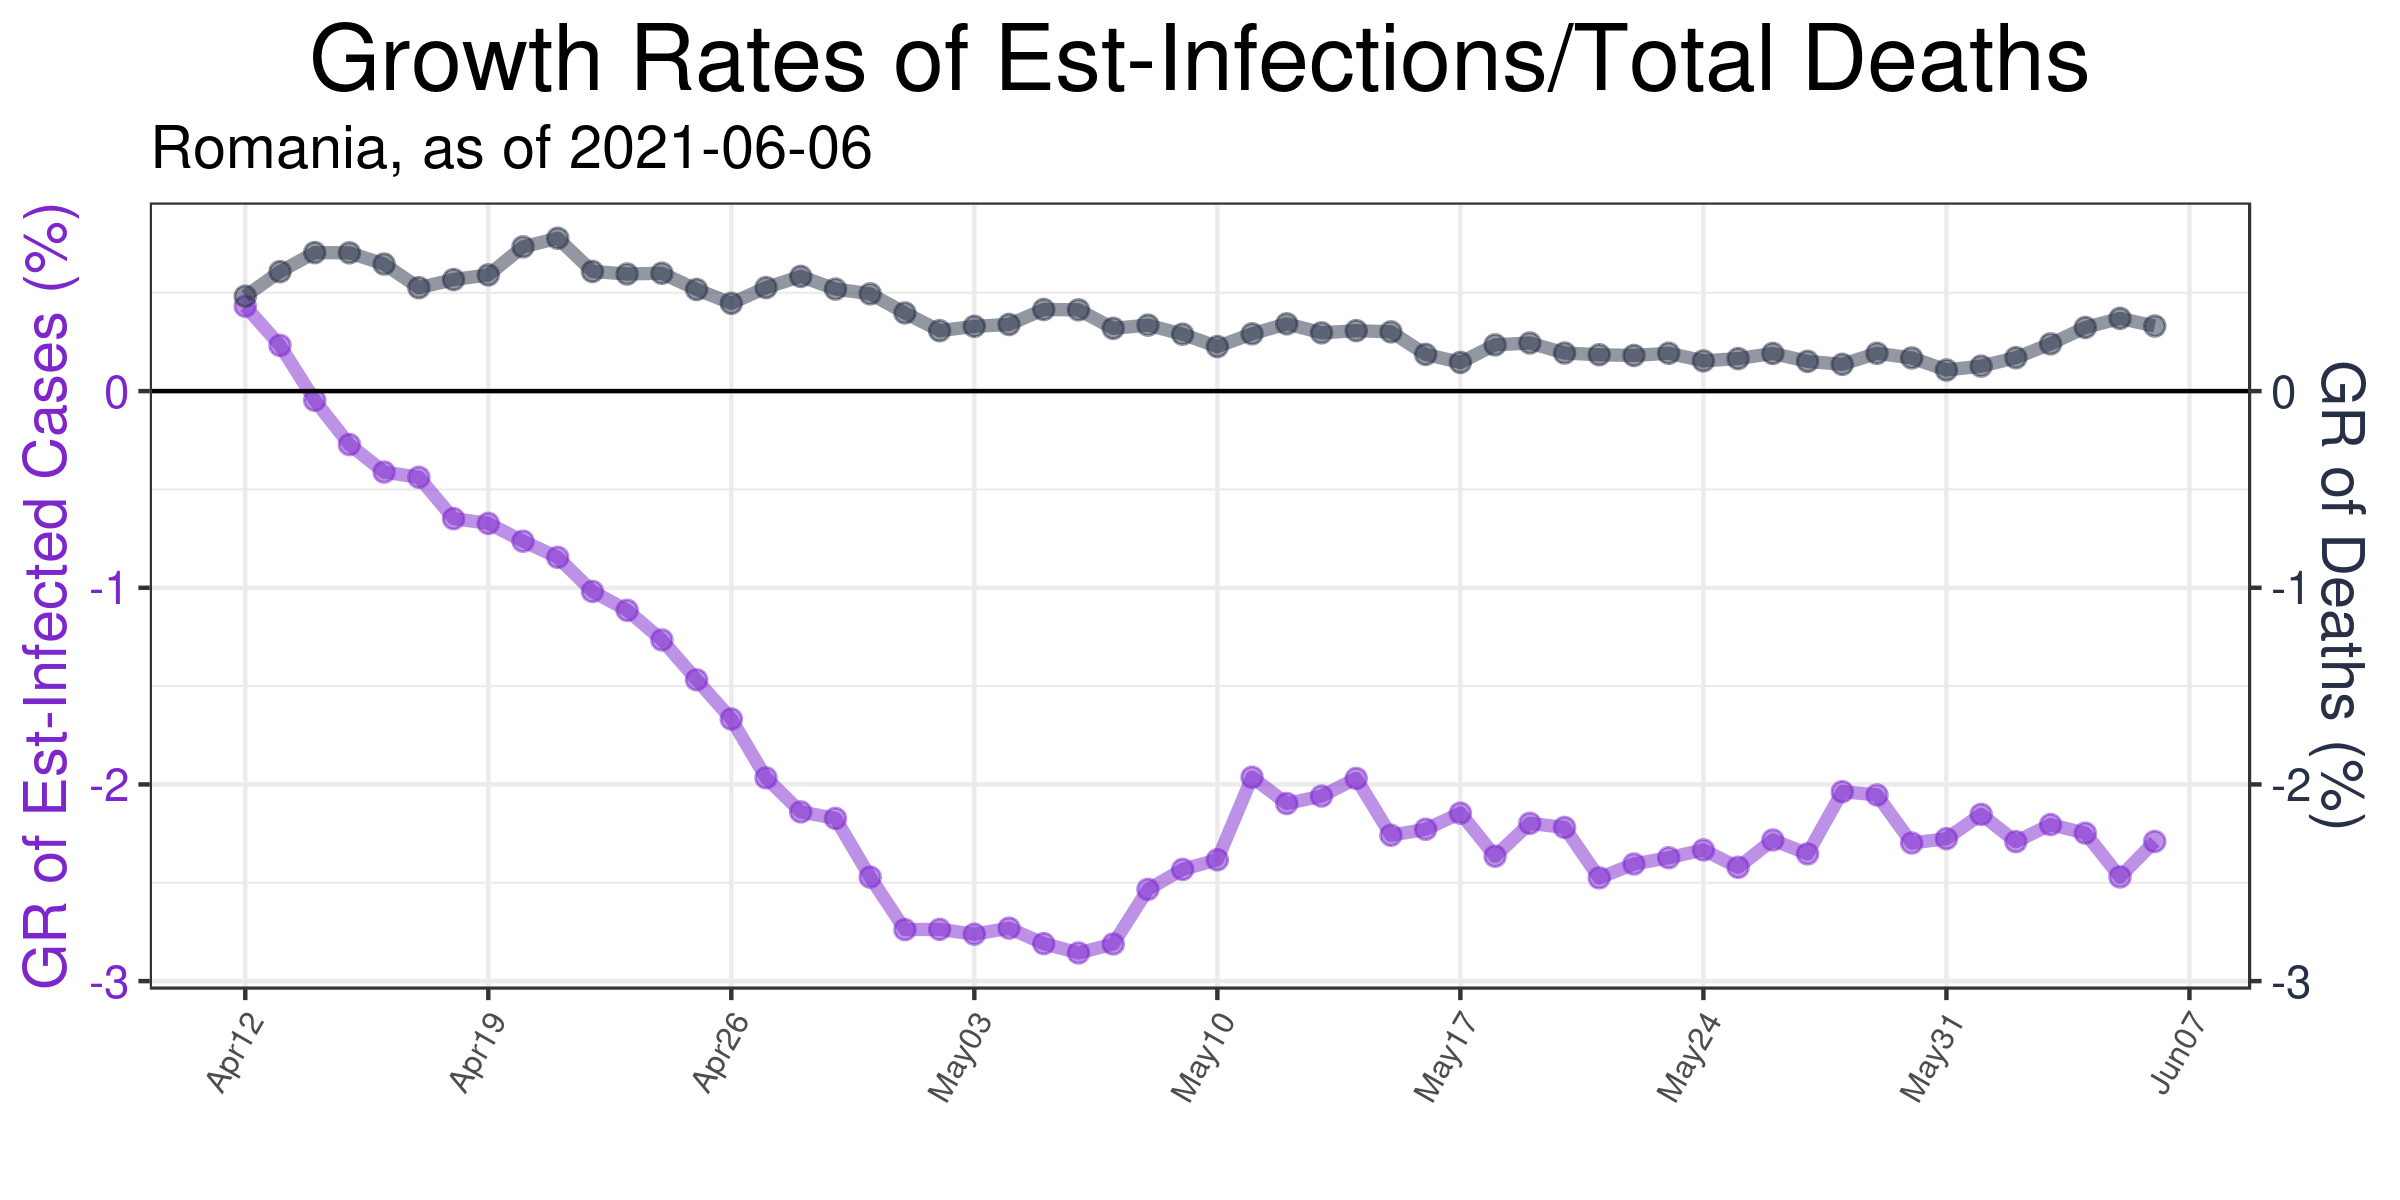 Growth Rates of Est-Infections/Total Deaths
Romania, as of 2021-06-06
GR of Est-Infected Cases (%)
0
-1
-2
-3
0
-1
-2
-3
GR of Deaths (%)
Apr12
Apr19
Apr26
May03
May10
May17
May24
May31
Jun07